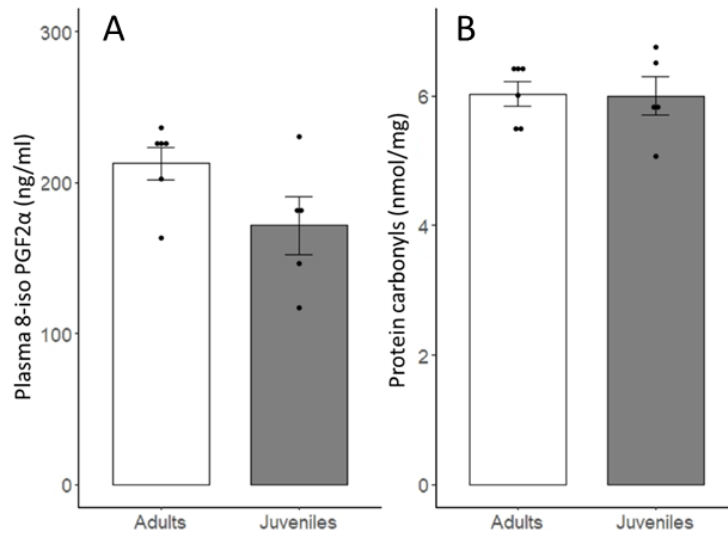 A
Plasma 8-iso PGF2α (ng/ml)
300
200
100
0
Adults
Juveniles
B
Protein carbonyls (nmol/mg)
6
4
2
0
Adults
Juveniles